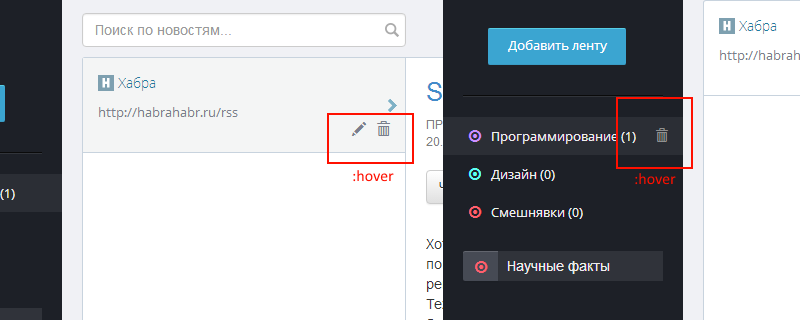 (1)
Поиск по новостям...
H Хабра
http://habrahabr.ru/rss
:hover
S
ПР
20.
Ч
Хо
по
ре
Те
Добавить ленту
Программирование (1)
:hover
Дизайн (0)
Смешнявки (0)
Научные факты
H Хабра
http://habrahab